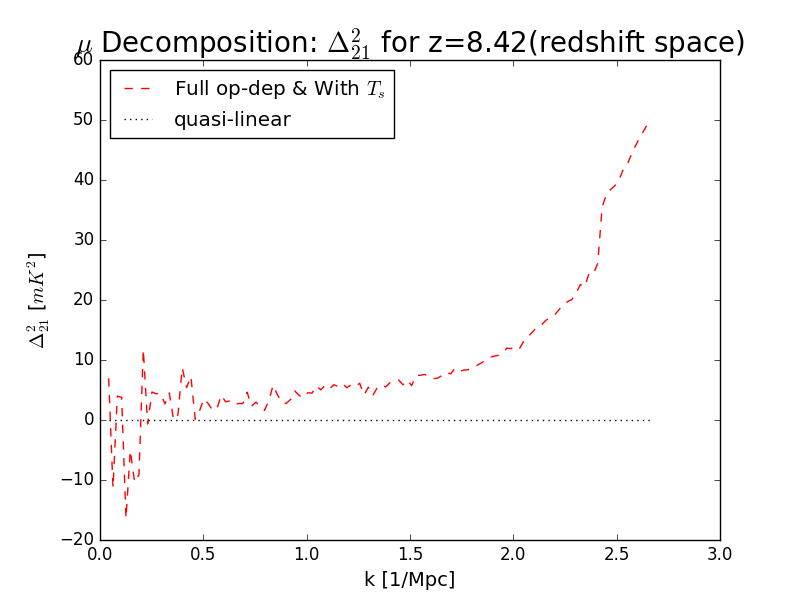 μ Decomposition: Δ²₂₁ for z=8.42(redshift space)
Full op-dep & With Tₛ
quasi-linear
60
50
40
30
20
10
0
−10
−20
Δ²₂₁ [mK²]
0.0 0.5 1.0 1.5 2.0 2.5 3.0
k [1/Mpc]